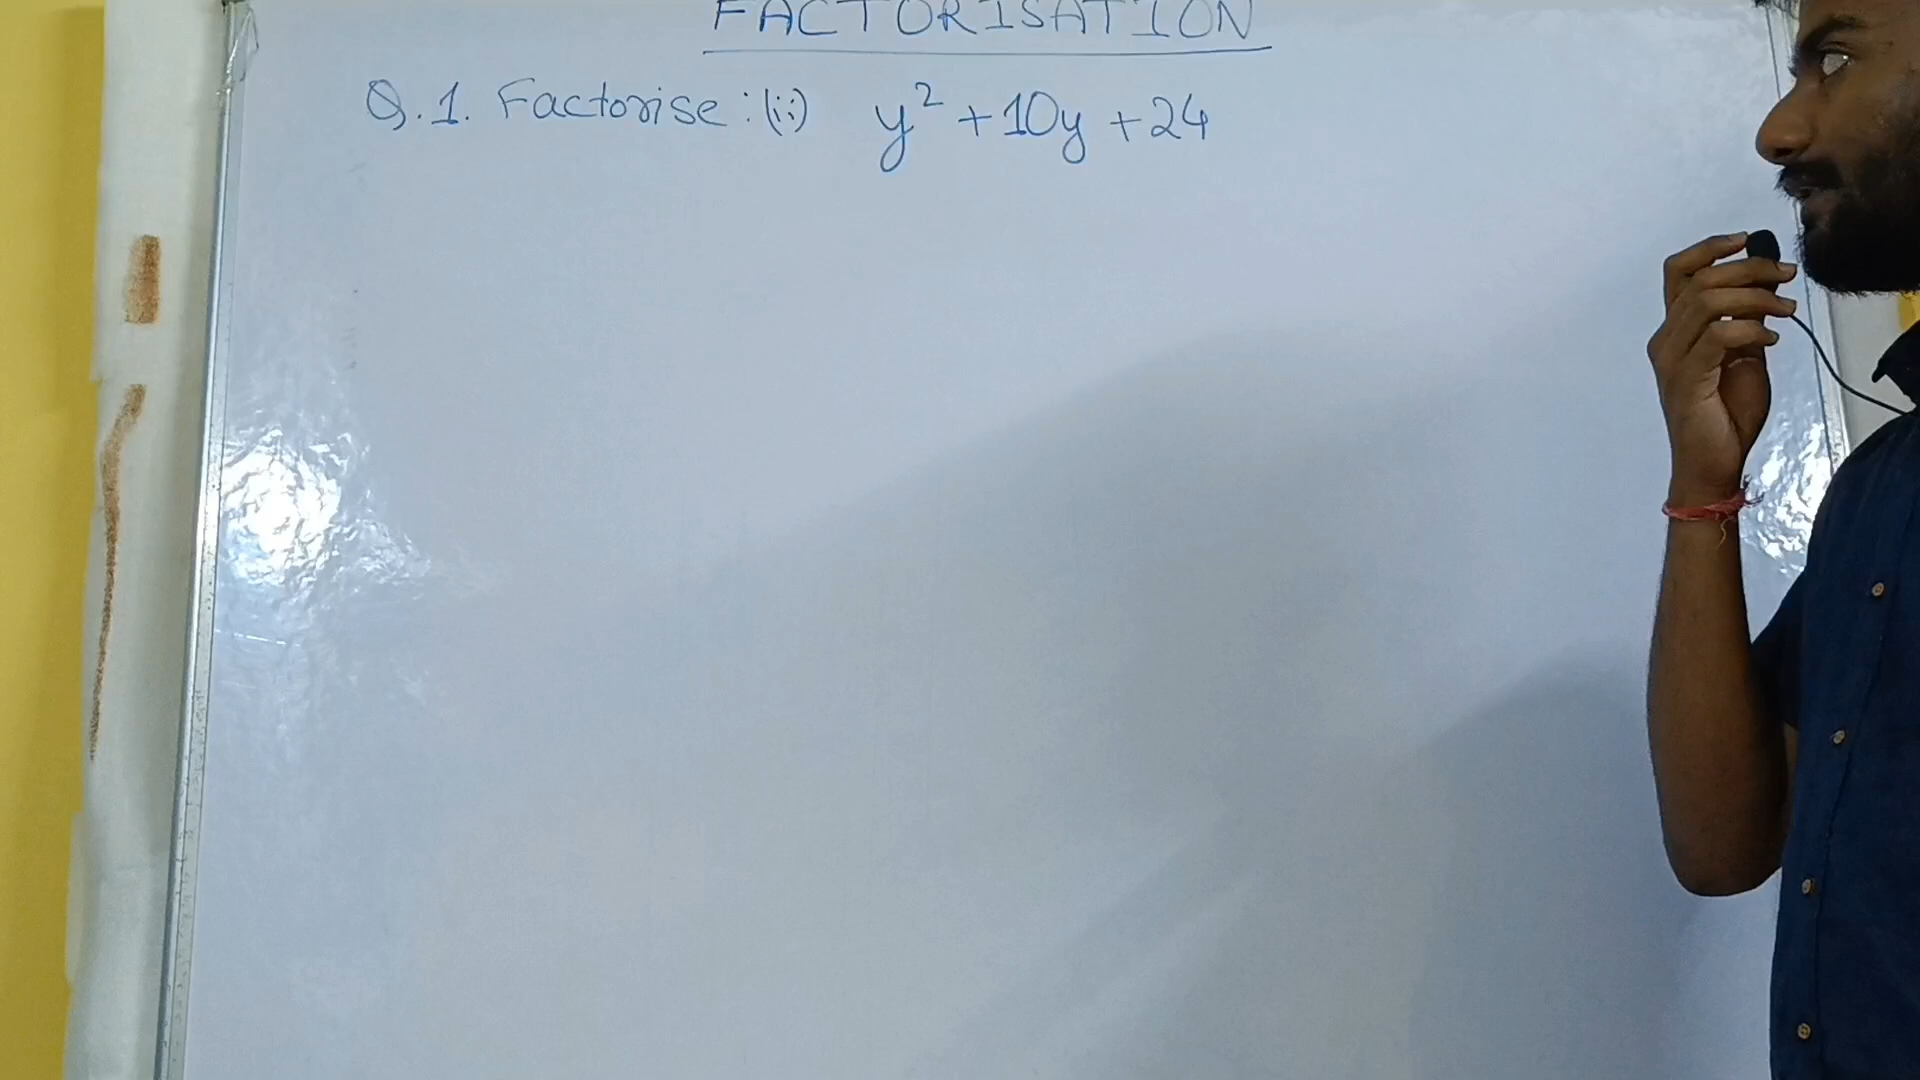 FACTORISATION
Q.1. Factorise: (ii) y² + 10y + 24